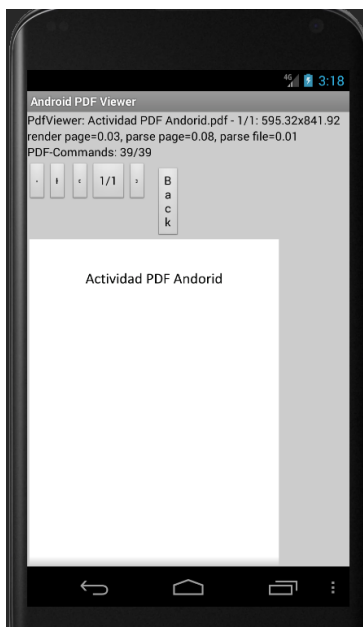 4G 3:18
Android PDF Viewer
PdfViewer: Actividad PDF Andorid.pdf - 1/1: 595.32x841.92
render page=0.03, parse page=0.08, parse file=0.01
PDF-Commands: 39/39
- + < 1/1 >
B
a
c
k
Actividad PDF Andorid